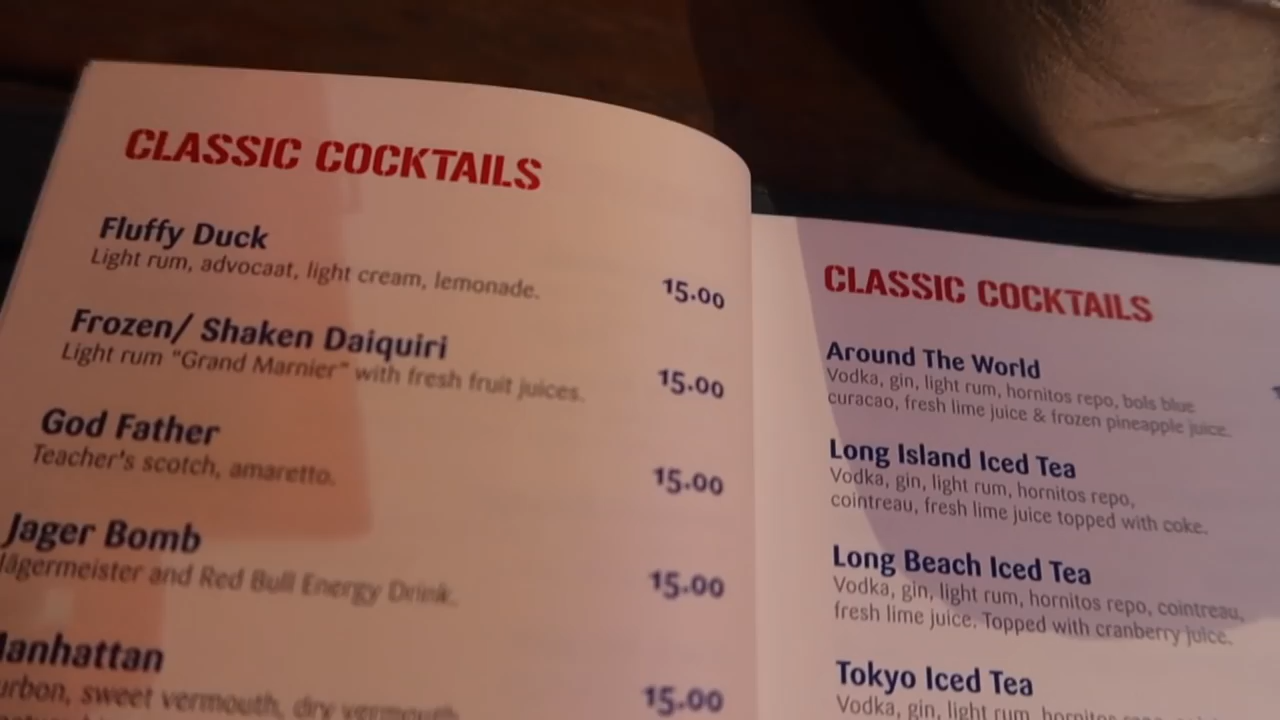 CLASSIC COCKTAILS
Fluffy Duck
Light rum, advocaat, light cream, lemonade.
15.00
Frozen/ Shaken Daiquiri
Light rum "Grand Marnier" with fresh fruit juices.
15.00
God Father
Teacher's scotch, amaretto.
15.00
Jager Bomb
Jägermeister and Red Bull Energy Drink.
15.00
Manhattan
sweet vermouth, dry vermouth
15.00
CLASSIC COCKTAILS
Around The World
Vodka, gin, light rum, hornitos repo, bols blue
curacao, fresh lime juice & frozen pineapple juice.
Long Island Iced Tea
Vodka, gin, light rum, hornitos repo,
cointreau, fresh lime juice topped with coke.
Long Beach Iced Tea
Vodka, gin, light rum, hornitos repo, cointreau,
fresh lime juice. Topped with cranberry juice.
Tokyo Iced Tea
Vodka, gin, light rum, hornitos